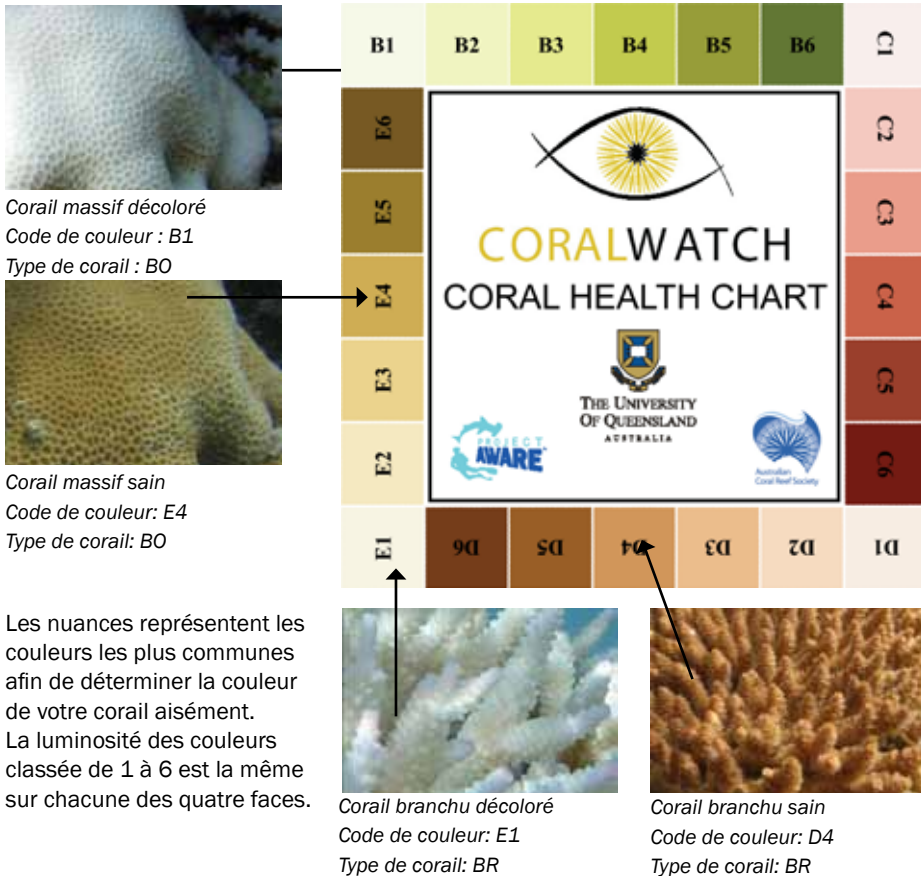 B1 B2 B3 B4 B5 B6 C1
E6
E5
E4
E3
E2
E1
C2
C3
C4
C5
C6
CORALWATCH
CORAL HEALTH CHART
THE UNIVERSITY
OF QUEENSLAND
AUSTRALIA
PROJECT
AWARE
Australian
Coral Reef Society
D6 D5 D4 D3 D2 D1
Corail massif décoloré
Code de couleur : B1
Type de corail : BO
Corail massif sain
Code de couleur: E4
Type de corail: BO
Les nuances représentent les
couleurs les plus communes
afin de déterminer la couleur
de votre corail aisément.
La luminosité des couleurs
classée de 1 à 6 est la même
sur chacune des quatre faces.
Corail branchu décoloré
Code de couleur: E1
Type de corail: BR
Corail branchu sain
Code de couleur: D4
Type de corail: BR